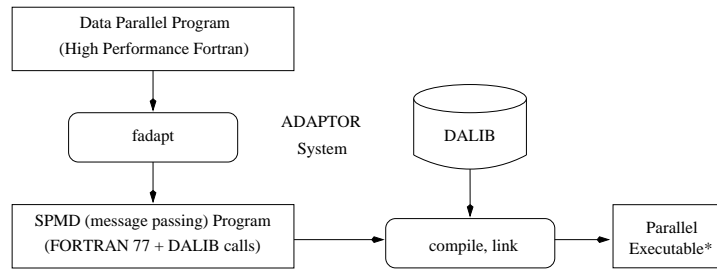 Data Parallel Program
(High Performance Fortran)
fadapt
ADAPTOR
System
DALIB
SPMD (message passing) Program
(FORTRAN 77 + DALIB calls)
compile, link
Parallel
Executable*